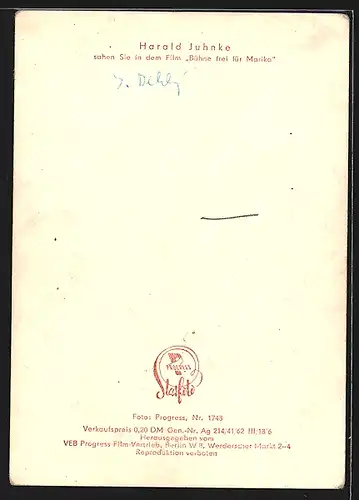 Harald Juhnke
sahen Sie in dem Film „Bühne frei für Marika"
PROGRESS
Starfoto
Foto: Progress, Nr. 1748
Verkaufspreis 0,20 DM Gen.-Nr. Ag 214/41/62 III/18/6
Herausgegeben vom
VEB Progress Film-Vertrieb, Berlin W 8, Werderscher Markt 2–4
Reproduktion verboten